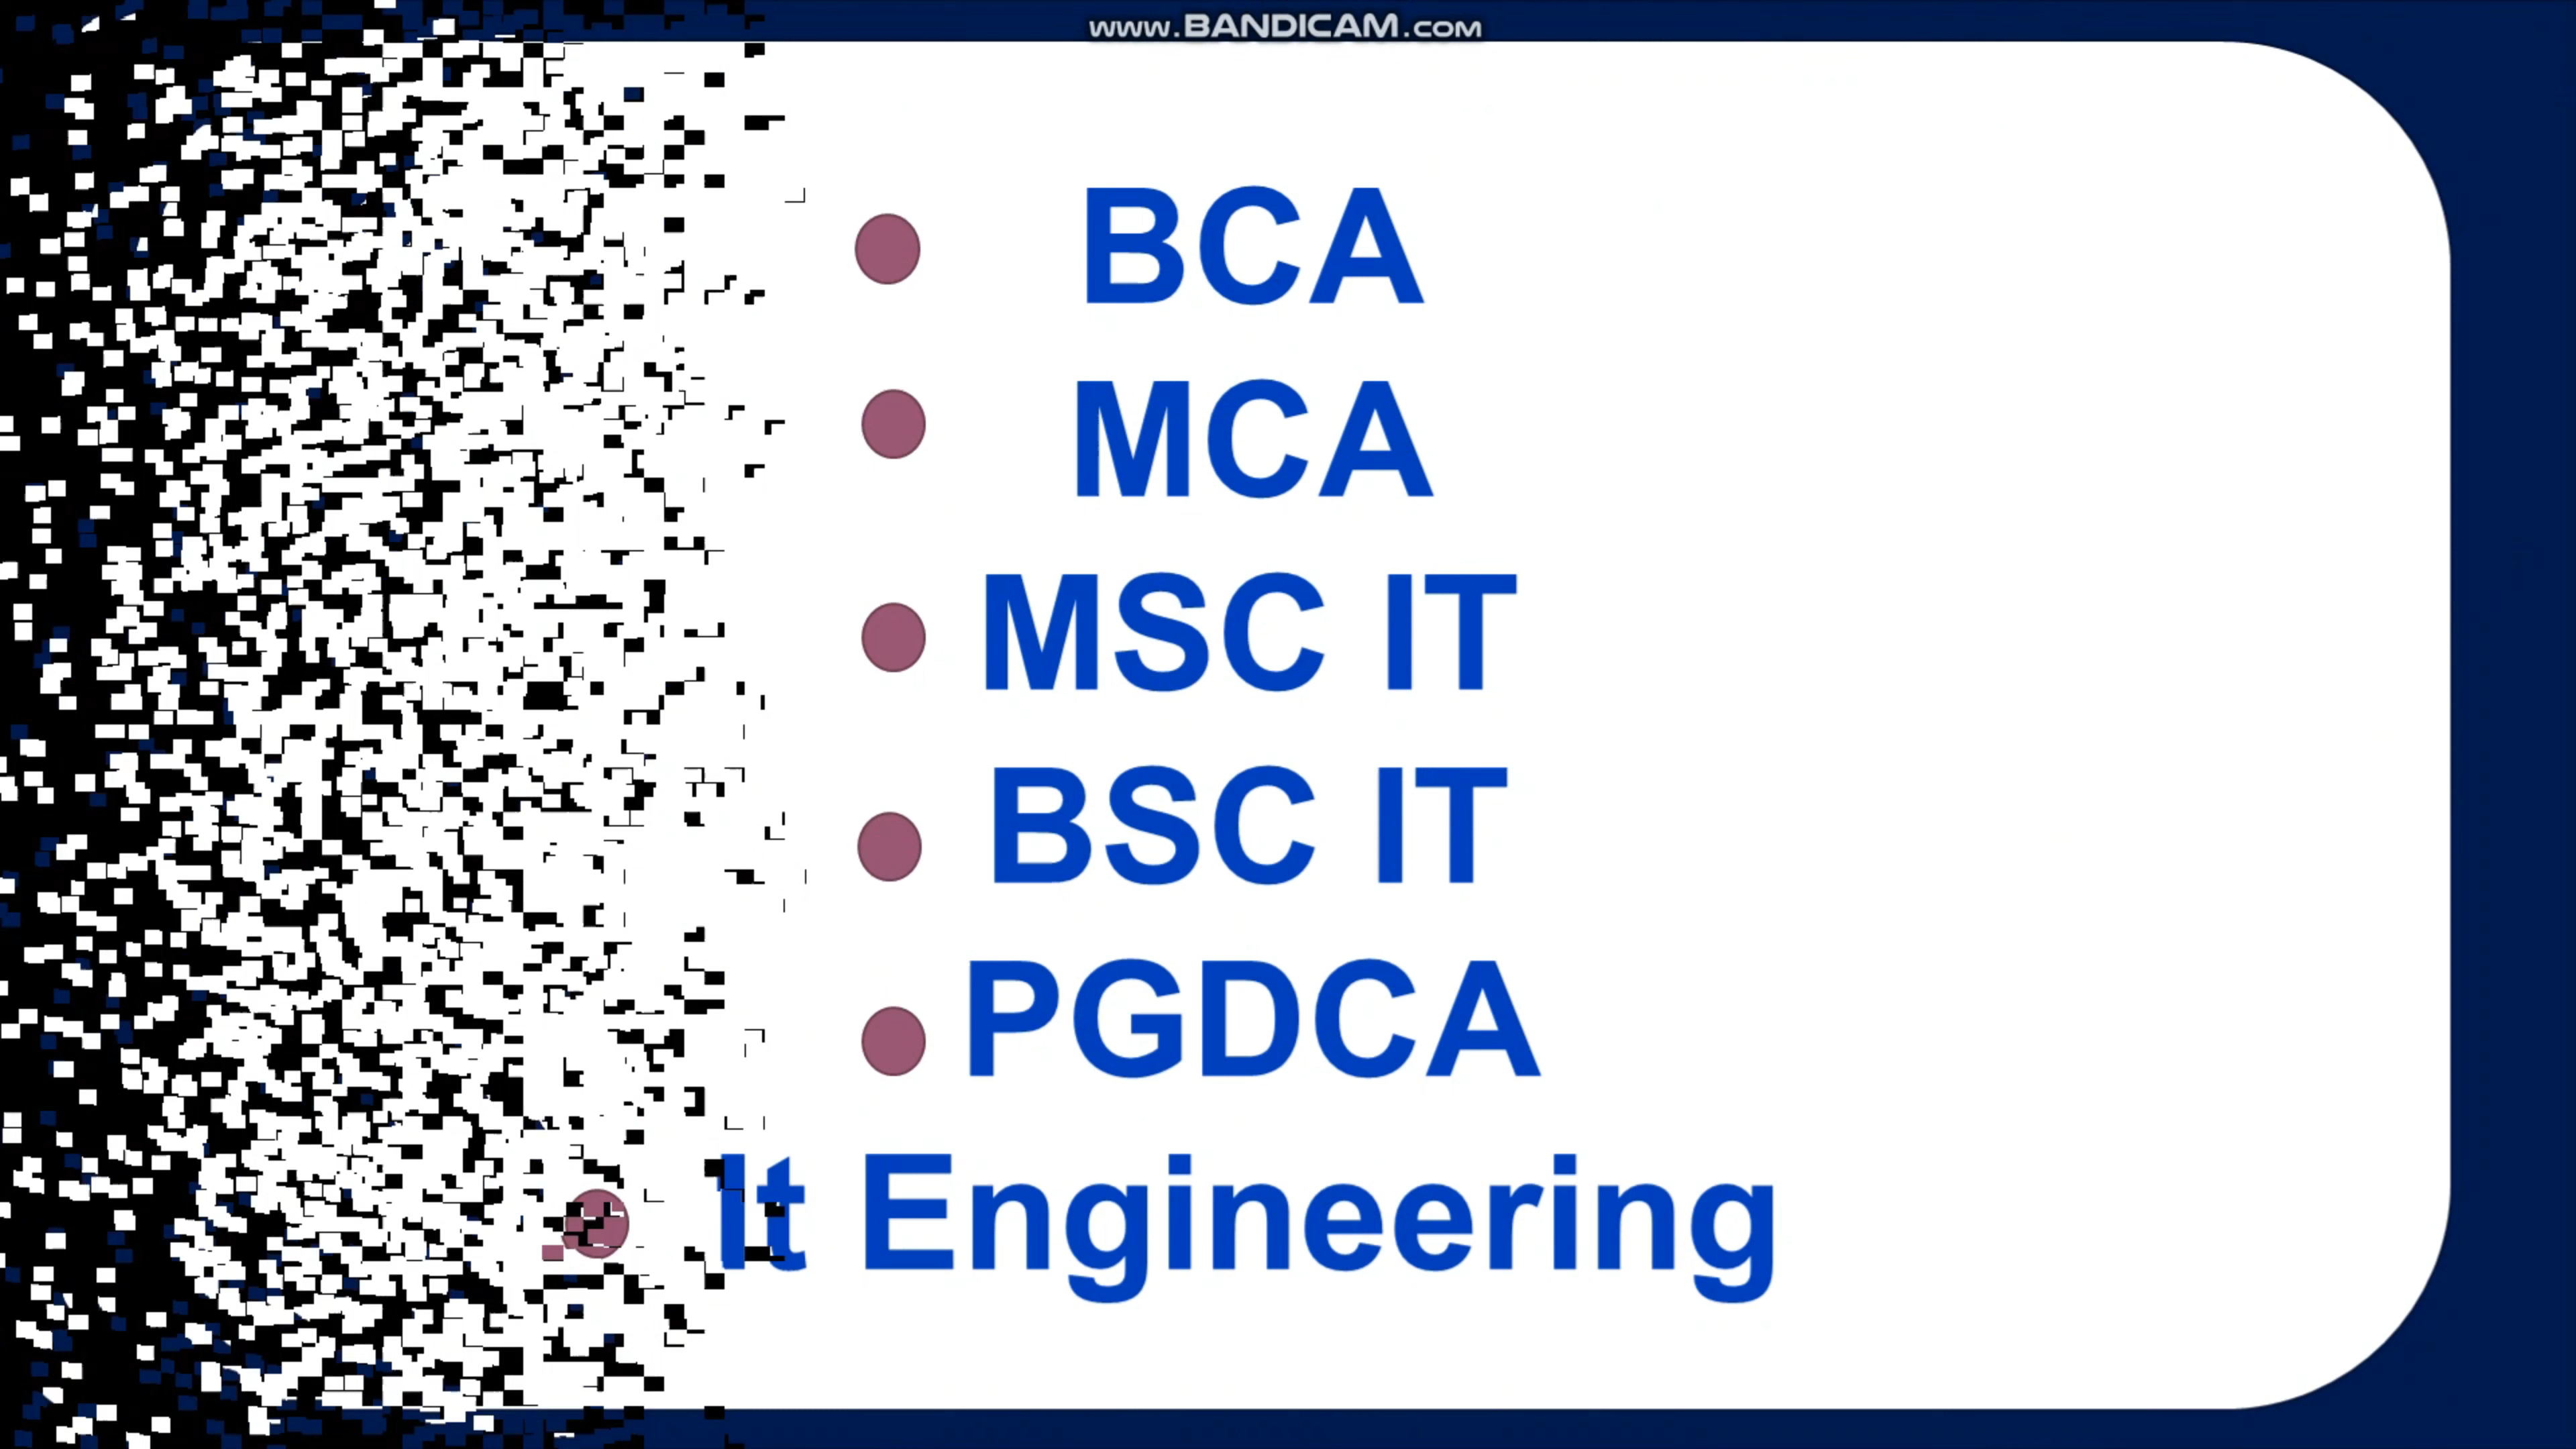 www.BANDICAM.com
BCA
MCA
MSC IT
BSC IT
PGDCA
It Engineering